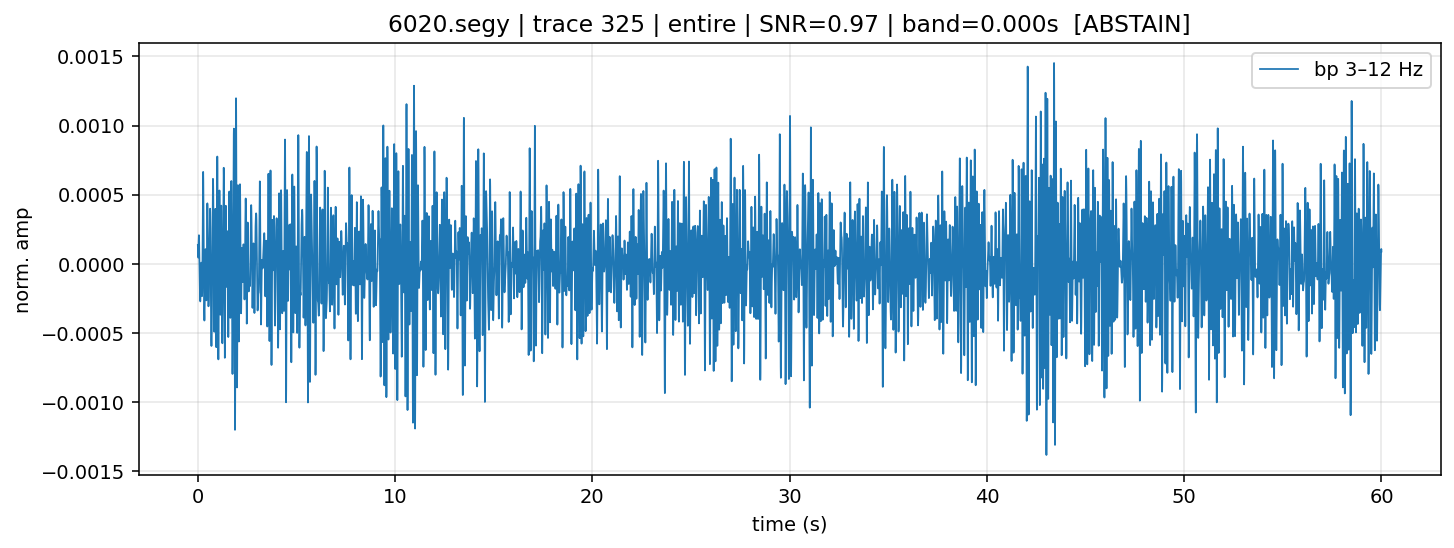 6020.segy | trace 325 | entire | SNR=0.97 | band=0.000s  [ABSTAIN]
bp 3–12 Hz
norm. amp
0.0015
0.0010
0.0005
0.0000
−0.0005
−0.0010
−0.0015
0 10 20 30 40 50 60
time (s)